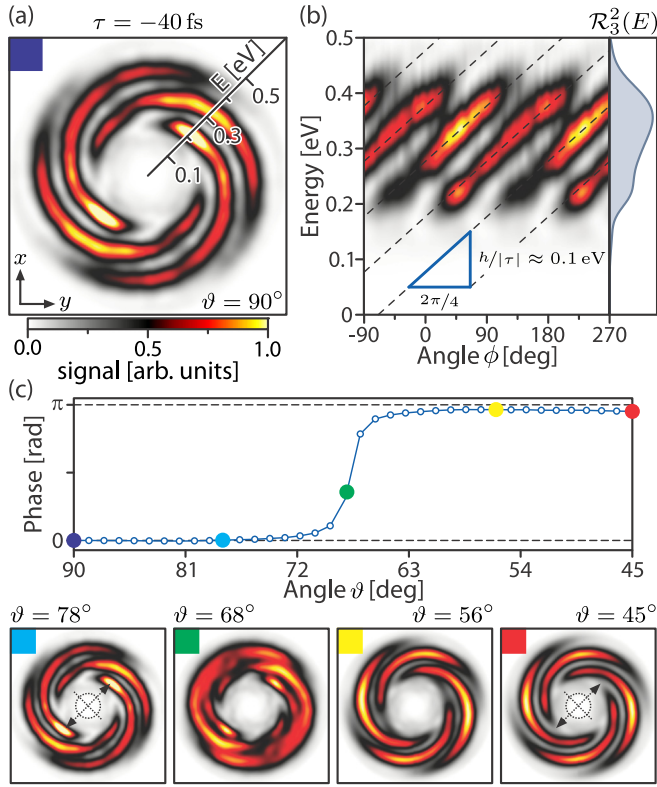 (a)
τ = −40 fs
E [eV]
0.5
0.3
0.1
x
y
ϑ = 90°
0.0 0.5 1.0
signal [arb. units]
(b)
ℛ₃²(E)
0.5
0.4
0.3
0.2
0.1
0
Energy [eV]
h/|τ| ≈ 0.1 eV
2π/4
-90 0 90 180 270
Angle ϕ [deg]
(c)
π
0
Phase [rad]
90 81 72 63 54 45
Angle ϑ [deg]
ϑ = 78° ϑ = 68° ϑ = 56° ϑ = 45°